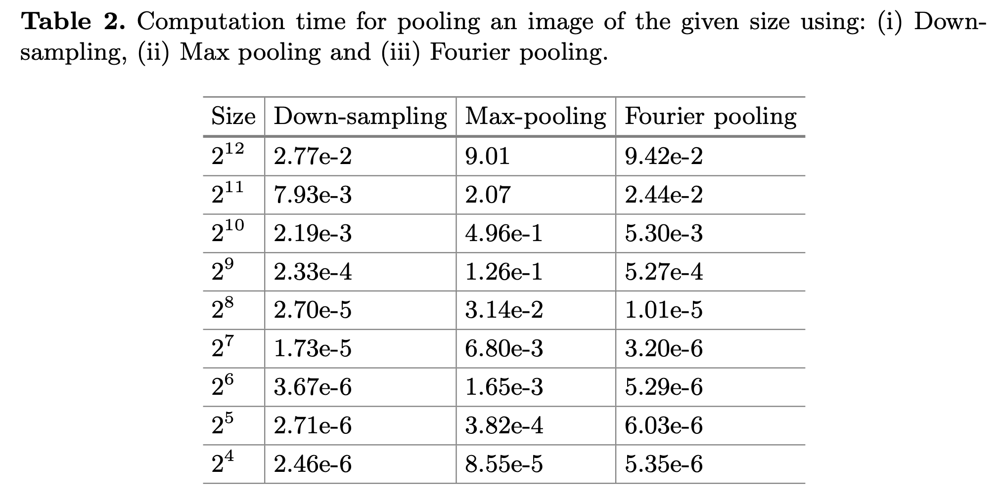 Table 2. Computation time for pooling an image of the given size using: (i) Down-
sampling, (ii) Max pooling and (iii) Fourier pooling.
Size Down-sampling Max-pooling Fourier pooling
2^12 2.77e-2 9.01 9.42e-2
2^11 7.93e-3 2.07 2.44e-2
2^10 2.19e-3 4.96e-1 5.30e-3
2^9 2.33e-4 1.26e-1 5.27e-4
2^8 2.70e-5 3.14e-2 1.01e-5
2^7 1.73e-5 6.80e-3 3.20e-6
2^6 3.67e-6 1.65e-3 5.29e-6
2^5 2.71e-6 3.82e-4 6.03e-6
2^4 2.46e-6 8.55e-5 5.35e-6